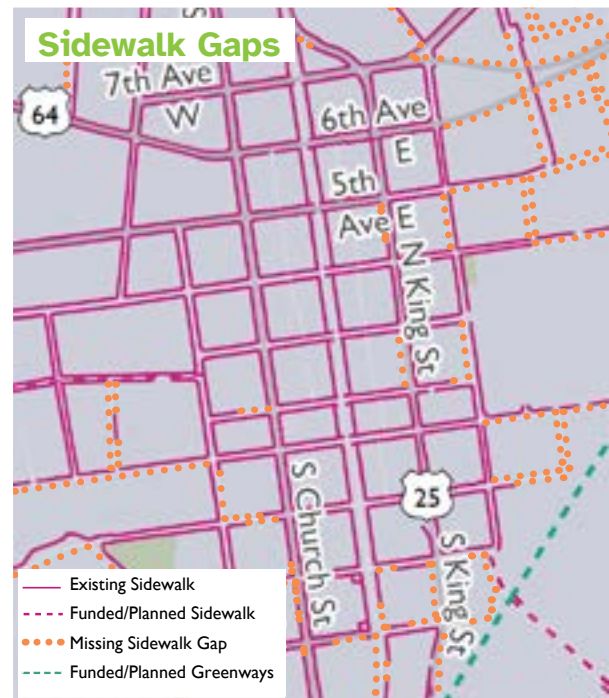 Sidewalk Gaps
S
7th Ave
W
64
6th Ave
E
5th
Ave E
N King St
S Church St
25
S King St
Existing Sidewalk
Funded/Planned Sidewalk
Missing Sidewalk Gap
Funded/Planned Greenways